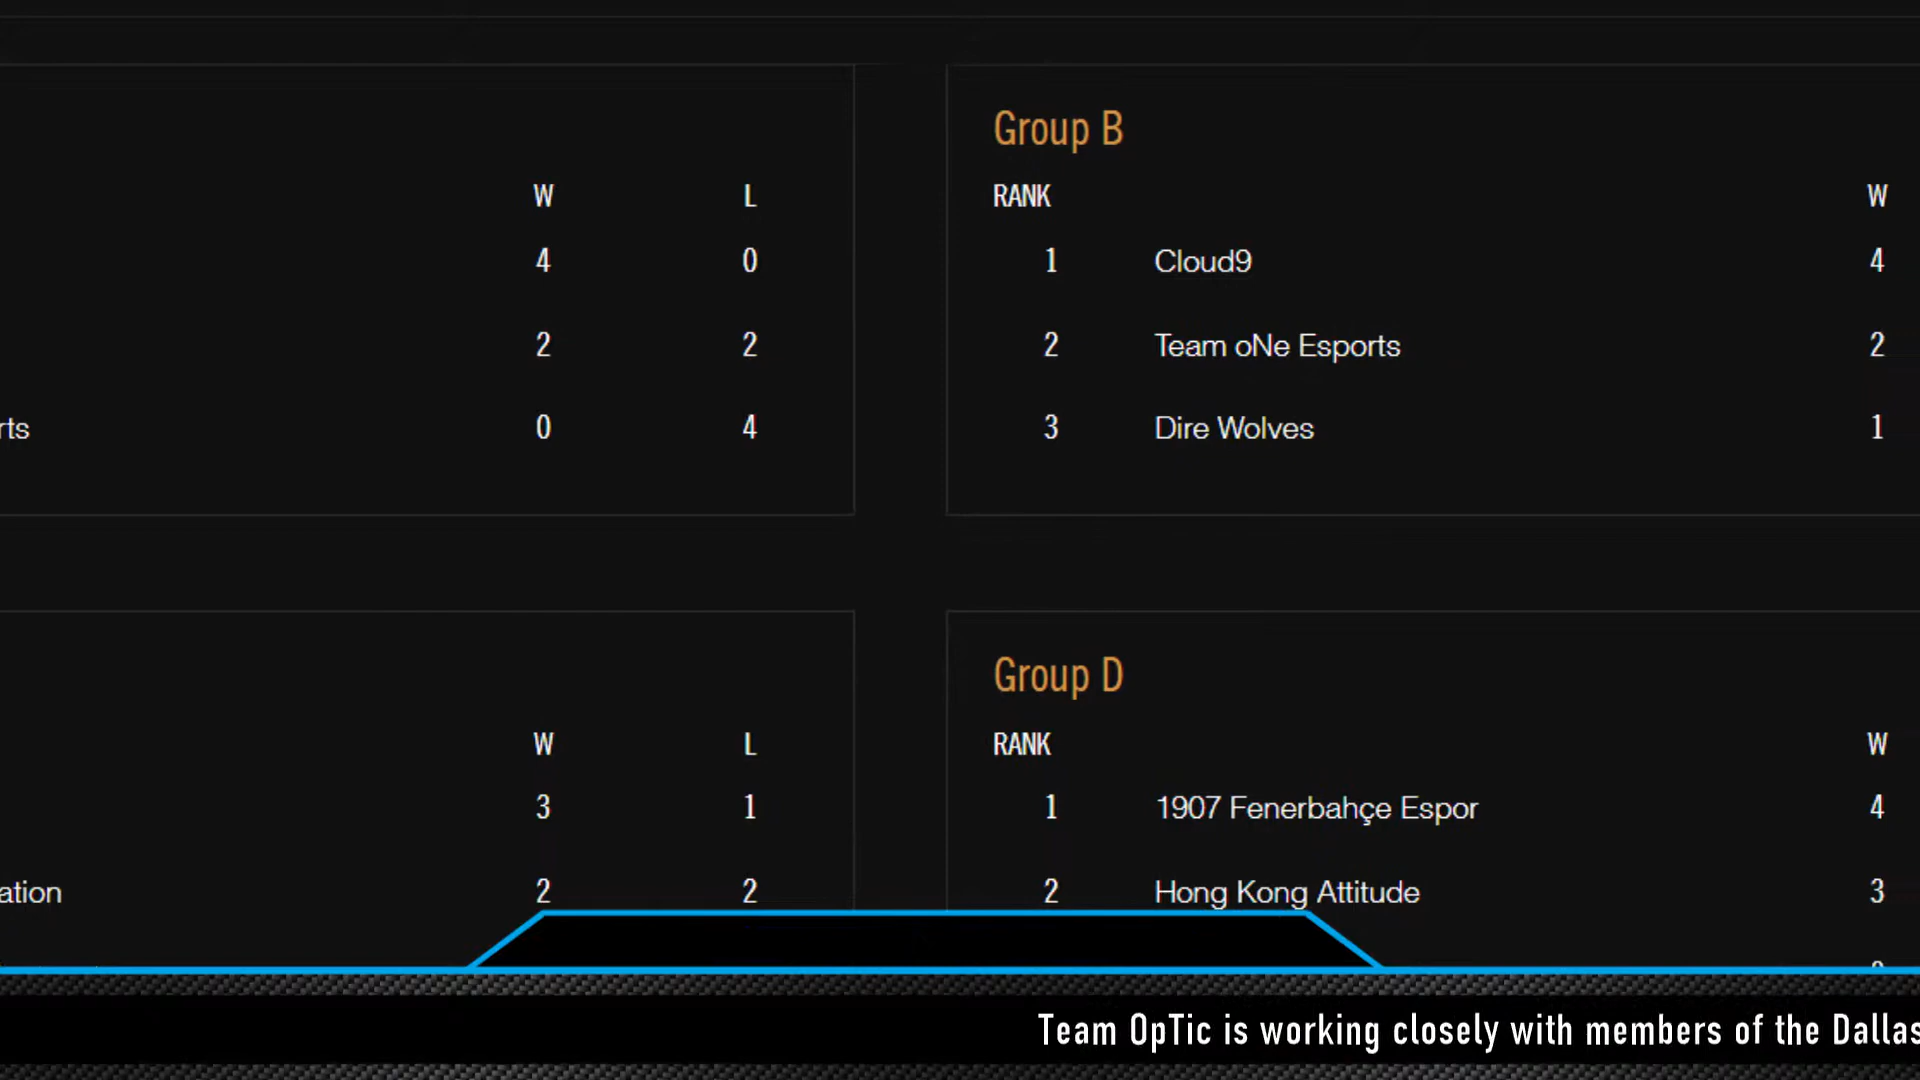 W L
4 0
2 2
rts 0 4
Group B
RANK W
1 Cloud9 4
2 Team oNe Esports 2
3 Dire Wolves 1
W L
3 1
ation 2 2
Group D
RANK W
1 1907 Fenerbahçe Espor 4
2 Hong Kong Attitude 3
Team OpTic is working closely with members of the Dallas